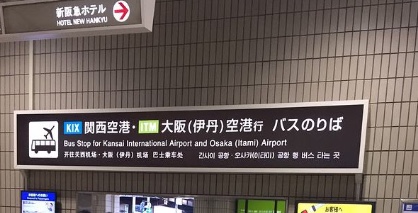 新阪急ホテル
HOTEL NEW HANKYU
KIX 関西空港・ITM 大阪(伊丹)空港行 バスのりば
Bus Stop for Kansai International Airport and Osaka (Itami) Airport
开往关西机场・大阪(伊丹)机场 巴士乘车处 간사이 공항・오사카(이타미) 공항 행 버스 타는 곳